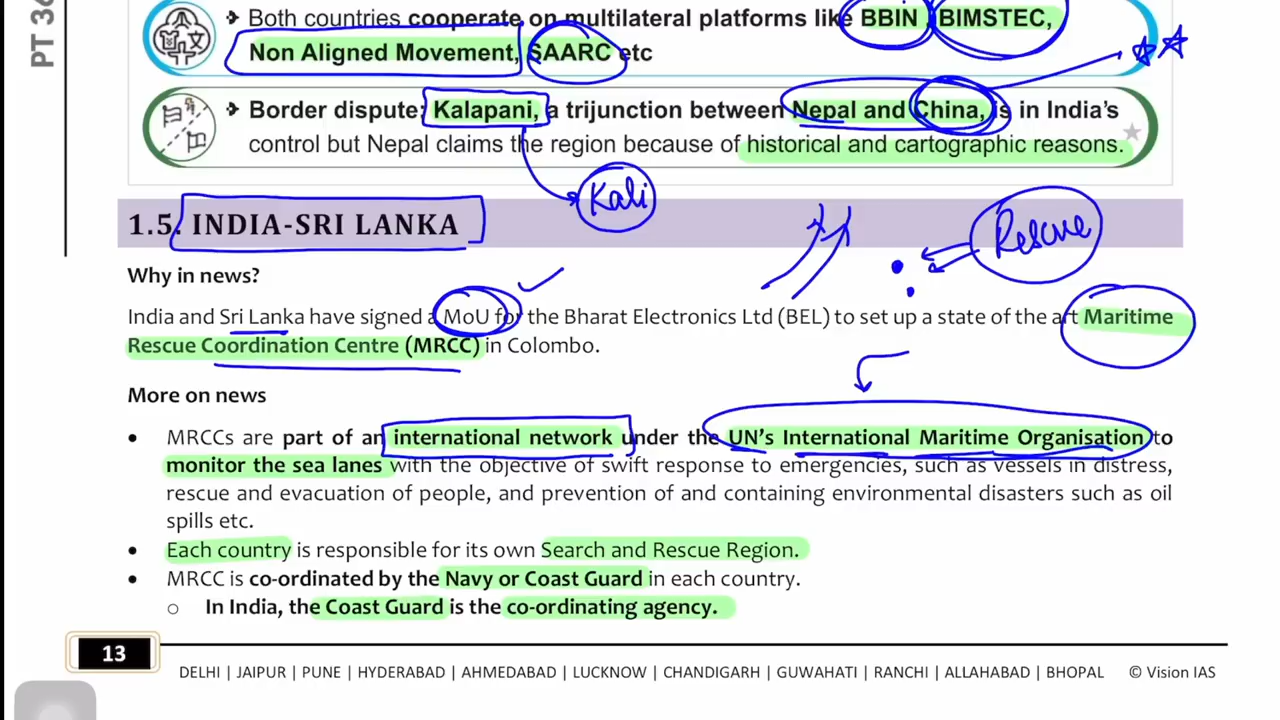 PT 36
Both countries cooperate on multilateral platforms like BBIN, BIMSTEC,
Non Aligned Movement, SAARC etc
Border dispute: Kalapani, a trijunction between Nepal and China, is in India's
control but Nepal claims the region because of historical and cartographic reasons.
Kali
1.5. INDIA-SRI LANKA
Rescue
Why in news?
India and Sri Lanka have signed a MoU for the Bharat Electronics Ltd (BEL) to set up a state of the art Maritime
Rescue Coordination Centre (MRCC) in Colombo.
More on news
• MRCCs are part of an international network under the UN's International Maritime Organisation to
monitor the sea lanes with the objective of swift response to emergencies, such as vessels in distress,
rescue and evacuation of people, and prevention of and containing environmental disasters such as oil
spills etc.
• Each country is responsible for its own Search and Rescue Region.
• MRCC is co-ordinated by the Navy or Coast Guard in each country.
o In India, the Coast Guard is the co-ordinating agency.
13
DELHI | JAIPUR | PUNE | HYDERABAD | AHMEDABAD | LUCKNOW | CHANDIGARH | GUWAHATI | RANCHI | ALLAHABAD | BHOPAL © Vision IAS